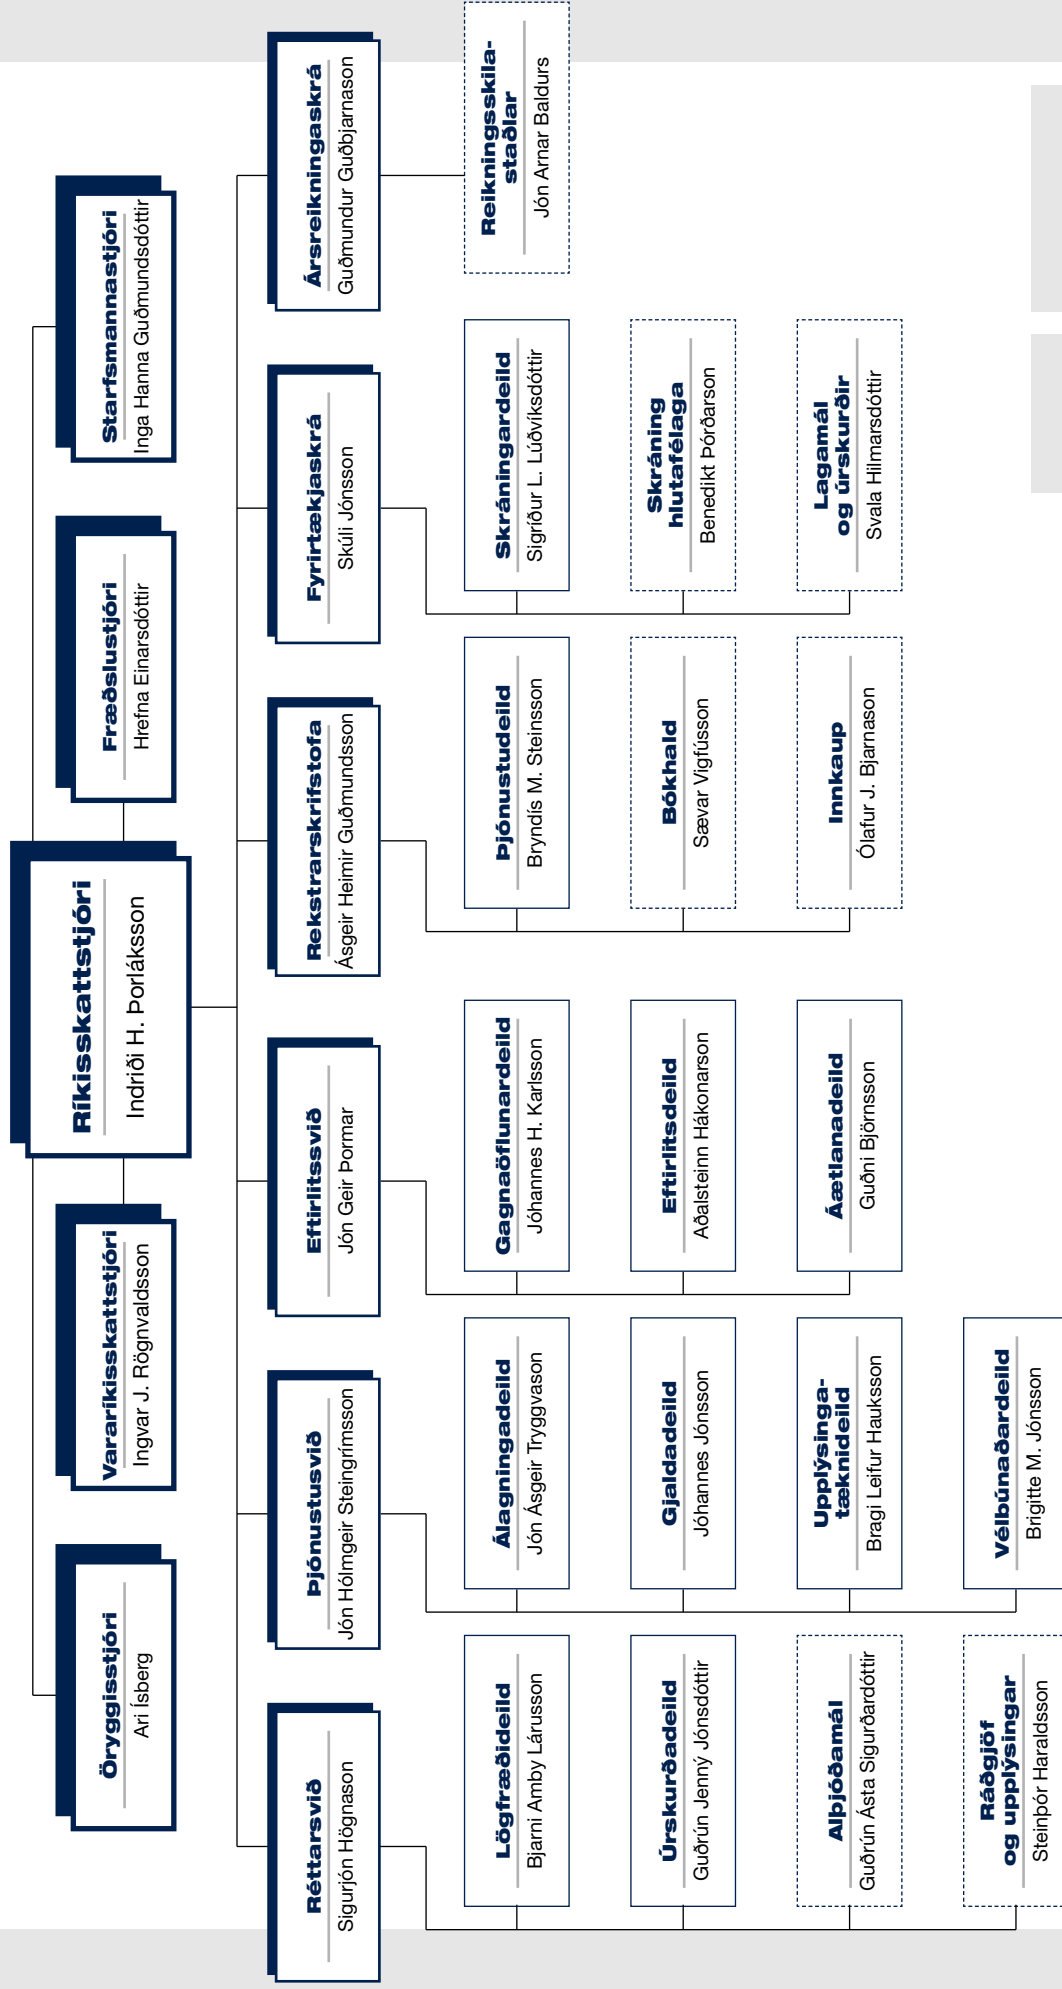 Ríkisskattstjóri
Indriði H. Þorláksson
Öryggisstjóri
Ari Ísberg
Vararíkisskattstjóri
Ingvar J. Rögnvaldsson
Fræðslustjóri
Hrefna Einarsdóttir
Starfsmannastjóri
Inga Hanna Guðmundsdóttir
Réttarsvið
Sigurjón Högnason
Þjónustusvið
Jón Hólmgeir Steingrímsson
Eftirlitssvið
Jón Geir Þormar
Rekstrarskrifstofa
Ásgeir Heimir Guðmundsson
Fyrirtækjaskrá
Skúli Jónsson
Ársreikningaskrá
Guðmundur Guðbjarnason
Lögfræðideild
Bjarni Amby Lárusson
Álagningadeild
Jón Ásgeir Tryggvason
Gagnaöflunardeild
Jóhannes H. Karlsson
Þjónustudeild
Bryndís M. Steinsson
Skráningardeild
Sigríður L. Lúðvíksdóttir
Reikningsskila-
staðlar
Jón Arnar Baldurs
Úrskurðadeild
Guðrún Jenný Jónsdóttir
Gjaldadeild
Jóhannes Jónsson
Eftirlitsdeild
Aðalsteinn Hákonarson
Bókhald
Sævar Vigfússon
Skráning
hlutafélaga
Benedikt Þórðarson
Alþjóðamál
Guðrún Ásta Sigurðardóttir
Upplýsinga-
tæknideild
Bragi Leifur Hauksson
Áætlanadeild
Guðni Björnsson
Innkaup
Ólafur J. Bjarnason
Lagamál
og úrskurðir
Svala Hilmarsdóttir
Ráðgjöf
og upplýsingar
Steinþór Haraldsson
Vélbúnaðardeild
Brigitte M. Jónsson